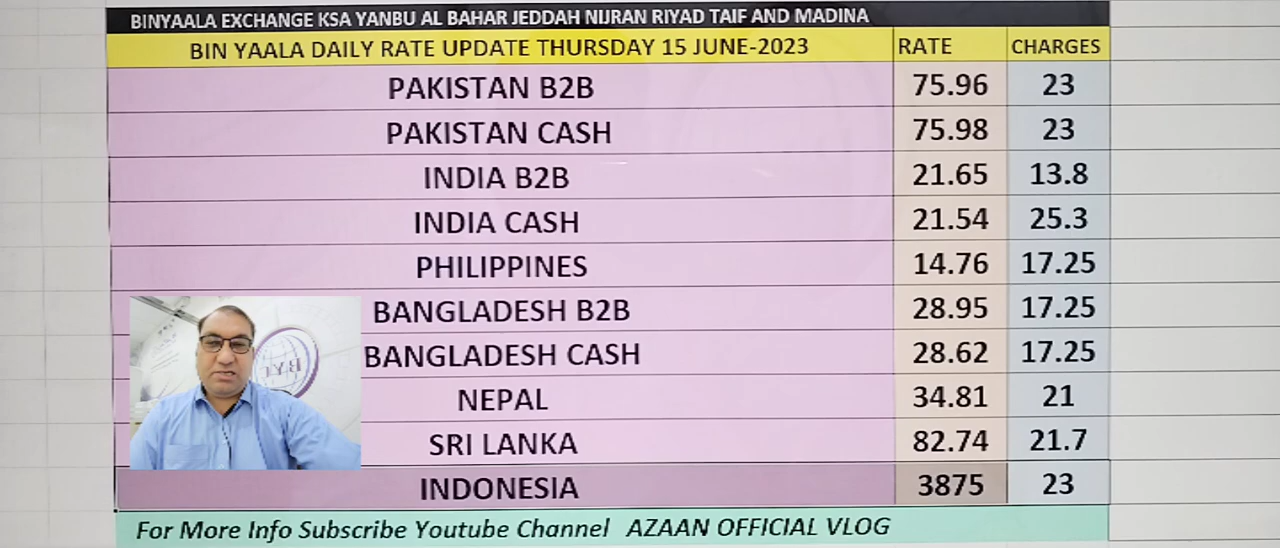 BINYAALA EXCHANGE KSA YANBU AL BAHAR JEDDAH NIJRAN RIYAD TAIF AND MADINA
BIN YAALA DAILY RATE UPDATE THURSDAY 15 JUNE-2023 RATE CHARGES
PAKISTAN B2B 75.96 23
PAKISTAN CASH 75.98 23
INDIA B2B 21.65 13.8
INDIA CASH 21.54 25.3
PHILIPPINES 14.76 17.25
BANGLADESH B2B 28.95 17.25
BANGLADESH CASH 28.62 17.25
NEPAL 34.81 21
SRI LANKA 82.74 21.7
INDONESIA 3875 23
For More Info Subscribe Youtube Channel AZAAN OFFICIAL VLOG